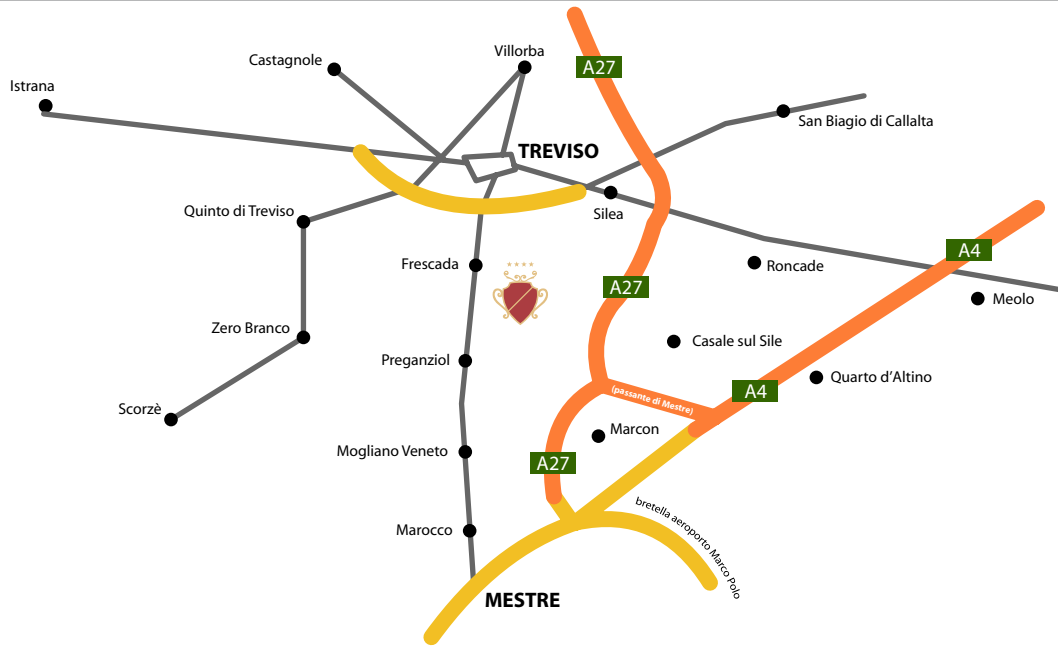 A27
Villorba
Castagnole
Istrana
San Biagio di Callalta
TREVISO
Quinto di Treviso
Silea
A4
Frescada
Roncade
A27
Meolo
Zero Branco
Casale sul Sile
Preganziol
Quarto d'Altino
A4
(passante di Mestre)
Scorzè
Marcon
Mogliano Veneto
A27
bretella aeroporto Marco Polo
Marocco
MESTRE